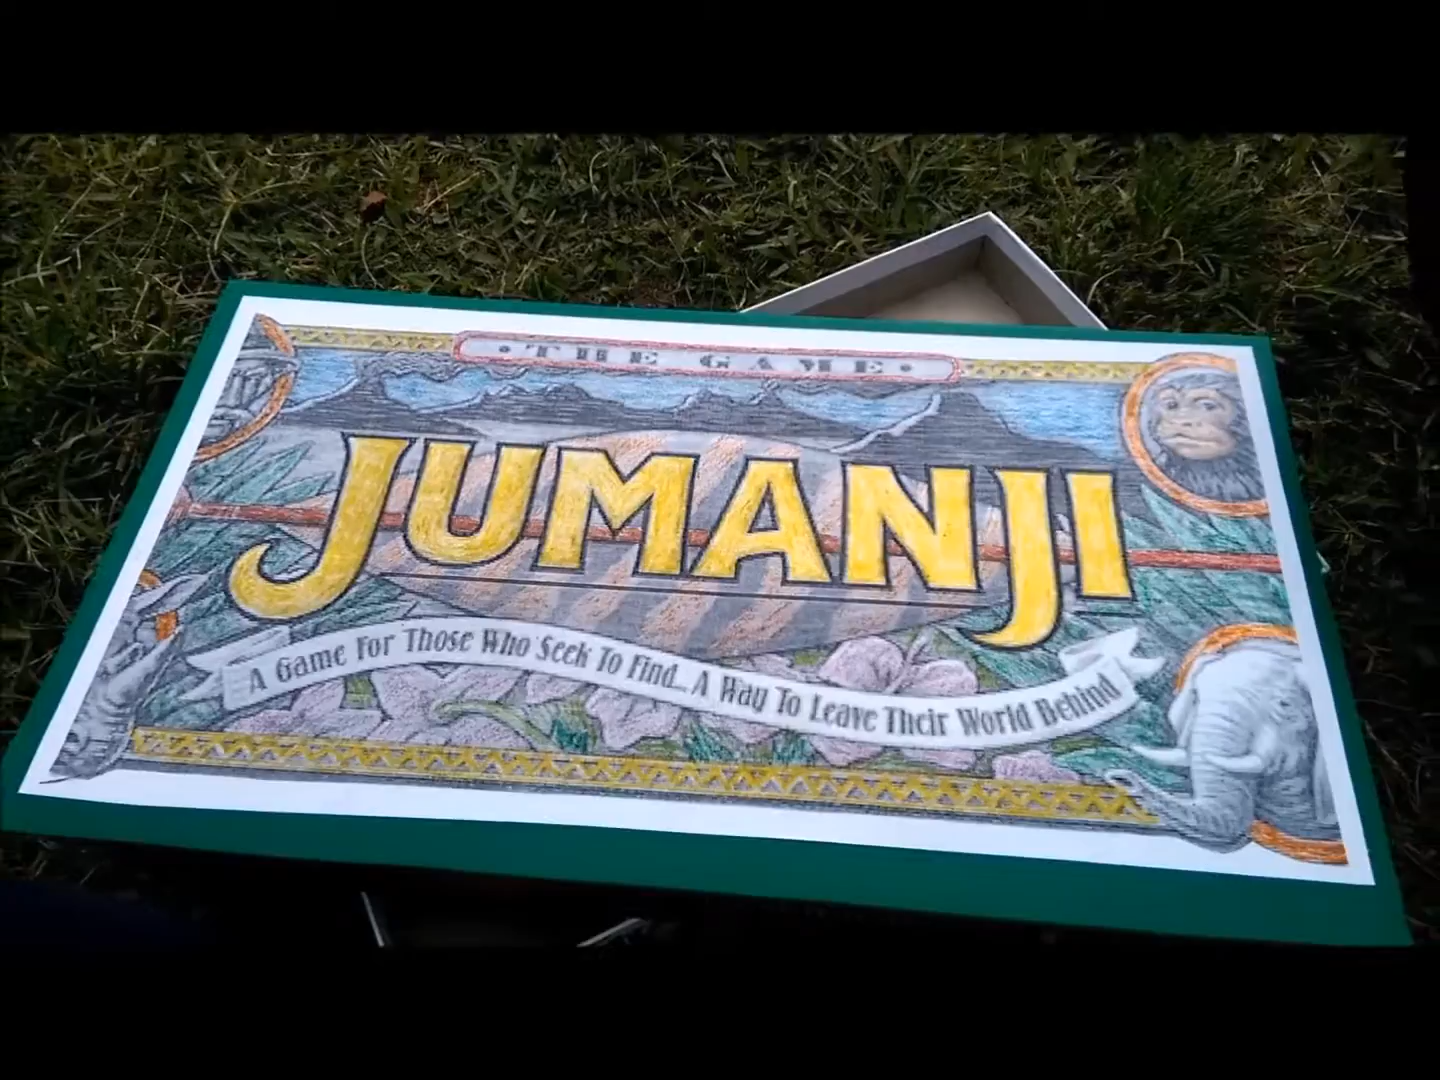 • THE GAME •
JUMANJI
A Game For Those Who Seek To Find... A Way To Leave Their World Behind